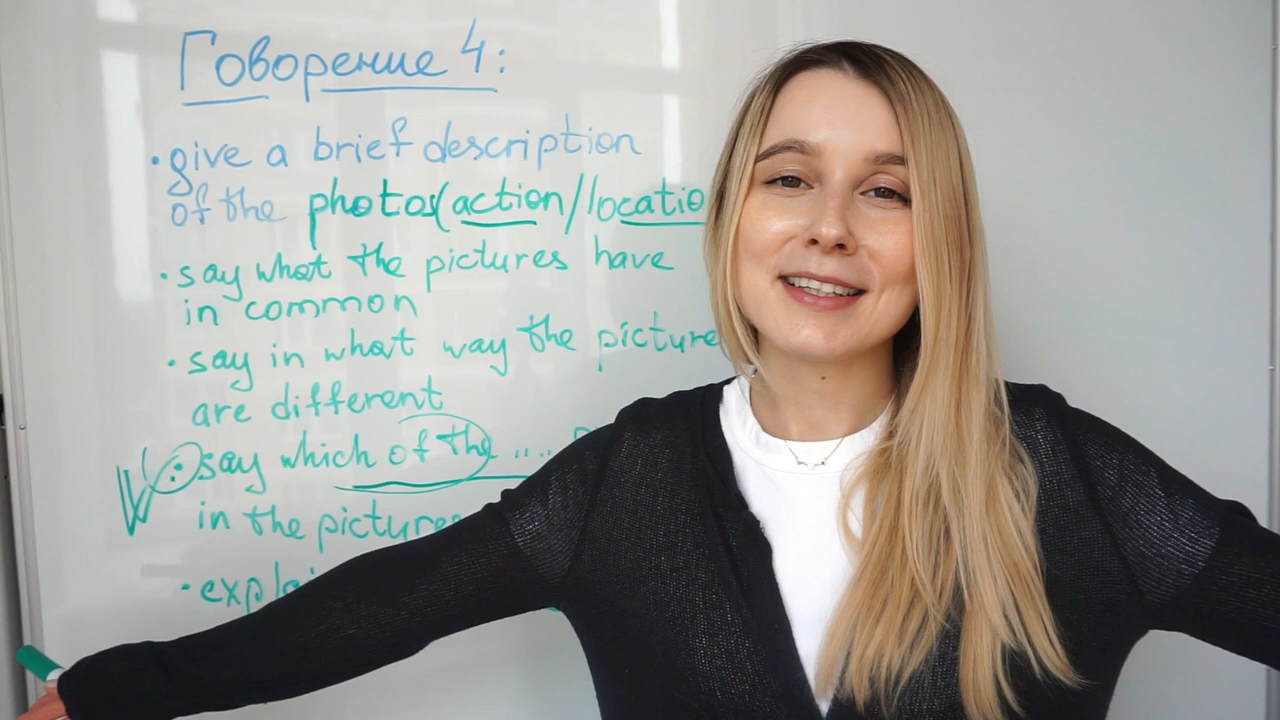 Говорение 4:
• give a brief description
of the photos(action/locatio
• say what the pictures have
in common
• say in what way the picture
are different
• say which of the ....
in the pictures
• explai